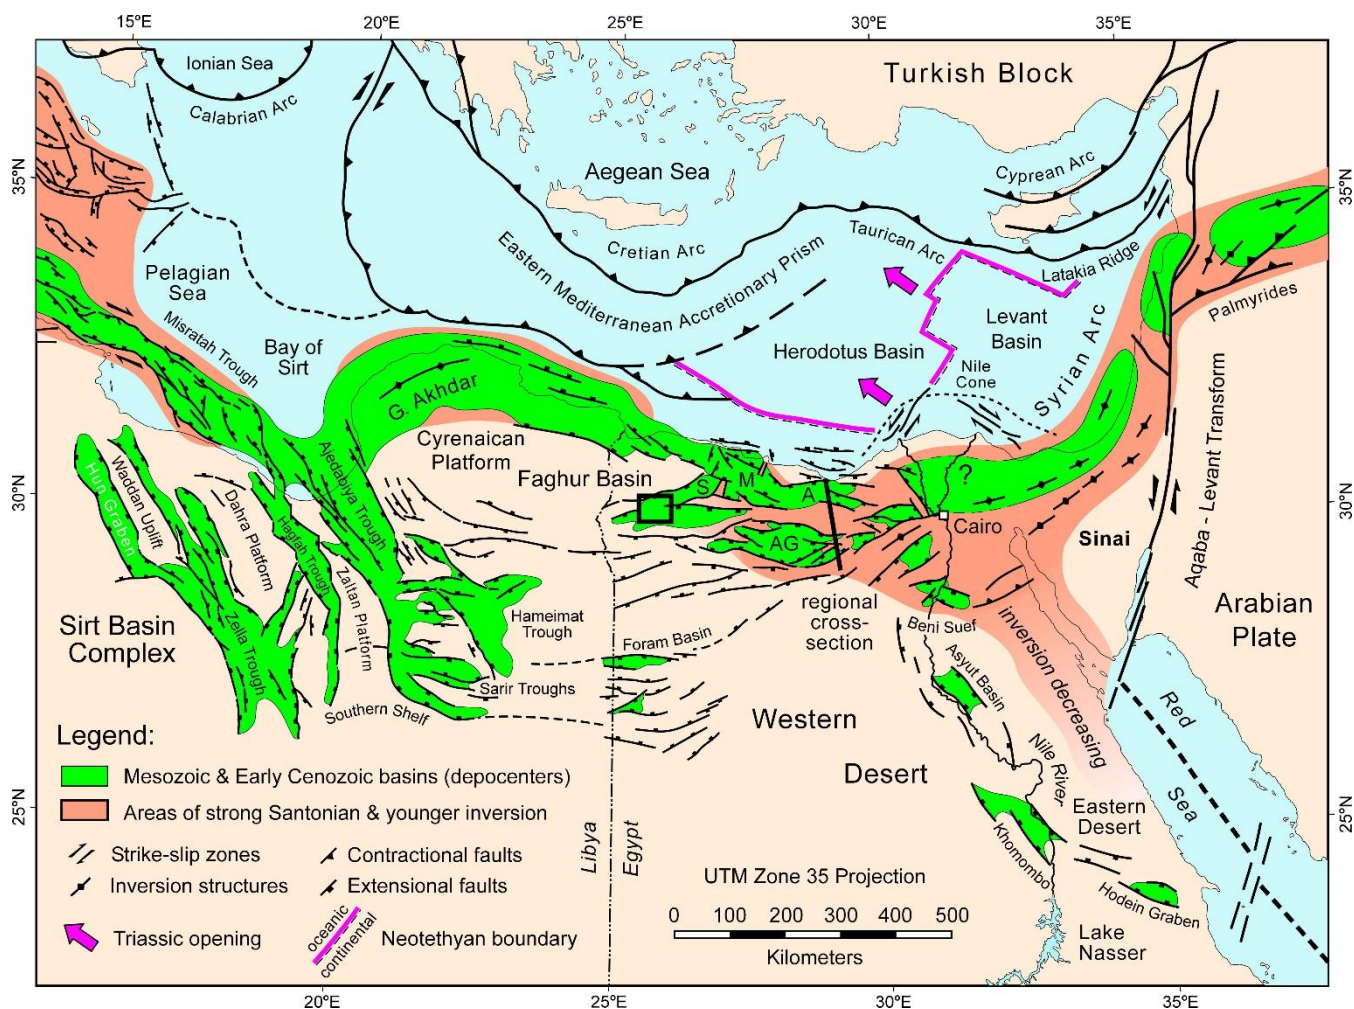 15°E
20°E
25°E
30°E
35°E
Ionian Sea
Calabrian Arc
Turkish Block
35°N
35°N
Aegean Sea
Cyprean Arc
Cretian Arc
Taurican Arc
Latakia Ridge
Eastern Mediterranean Accretionary Prism
Pelagian
Sea
Palmyrides
Misratah Trough
Bay of
Sirt
Levant
Basin
Herodotus Basin
Syrian Arc
Nile
Cone
G. Akhdar
Cyrenaican
Platform
Aqaba - Levant Transform
Ajedabiya Trough
Faghur Basin
S
M
A
?
30°N
30°N
Hun Graben
Waddan Uplift
Dahra Platform
Hagfah Trough
Zaltan Platform
AG
Cairo
Sinai
Arabian
Plate
Hameimat
Trough
regional
cross-
section
inversion decreasing
Sirt Basin
Complex
Zella Trough
Foram Basin
Beni Suef
Asyut Basin
Sarir Troughs
Southern Shelf
Western
Desert
Red
Sea
Nile River
Legend:
Mesozoic & Early Cenozoic basins (depocenters)
Areas of strong Santonian & younger inversion
Strike-slip zones
Contractional faults
Inversion structures
Extensional faults
Triassic opening
oceanic
continental
Neotethyan boundary
25°N
25°N
Libya
Egypt
Eastern
Desert
Khomombo
Hodein Graben
Lake
Nasser
UTM Zone 35 Projection
0 100 200 300 400 500
Kilometers
20°E
25°E
30°E
35°E